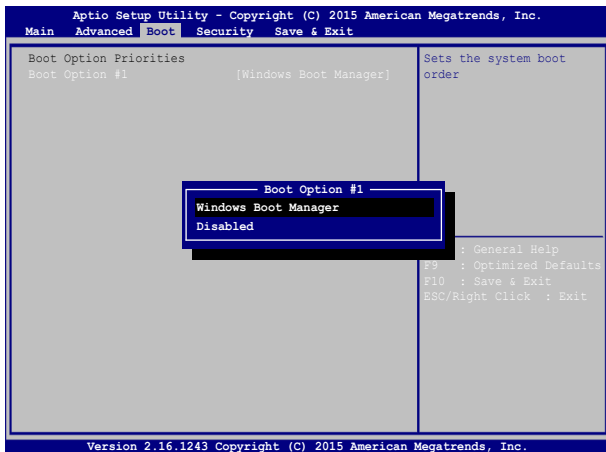 Aptio Setup Utility - Copyright (C) 2015 American Megatrends, Inc.
Main Advanced Boot Security Save & Exit
Boot Option Priorities
Boot Option #1 [Windows Boot Manager]
Sets the system boot
order
Boot Option #1
Windows Boot Manager
Disabled
: General Help
F9 : Optimized Defaults
F10 : Save & Exit
ESC/Right Click : Exit
Version 2.16.1243 Copyright (C) 2015 American Megatrends, Inc.